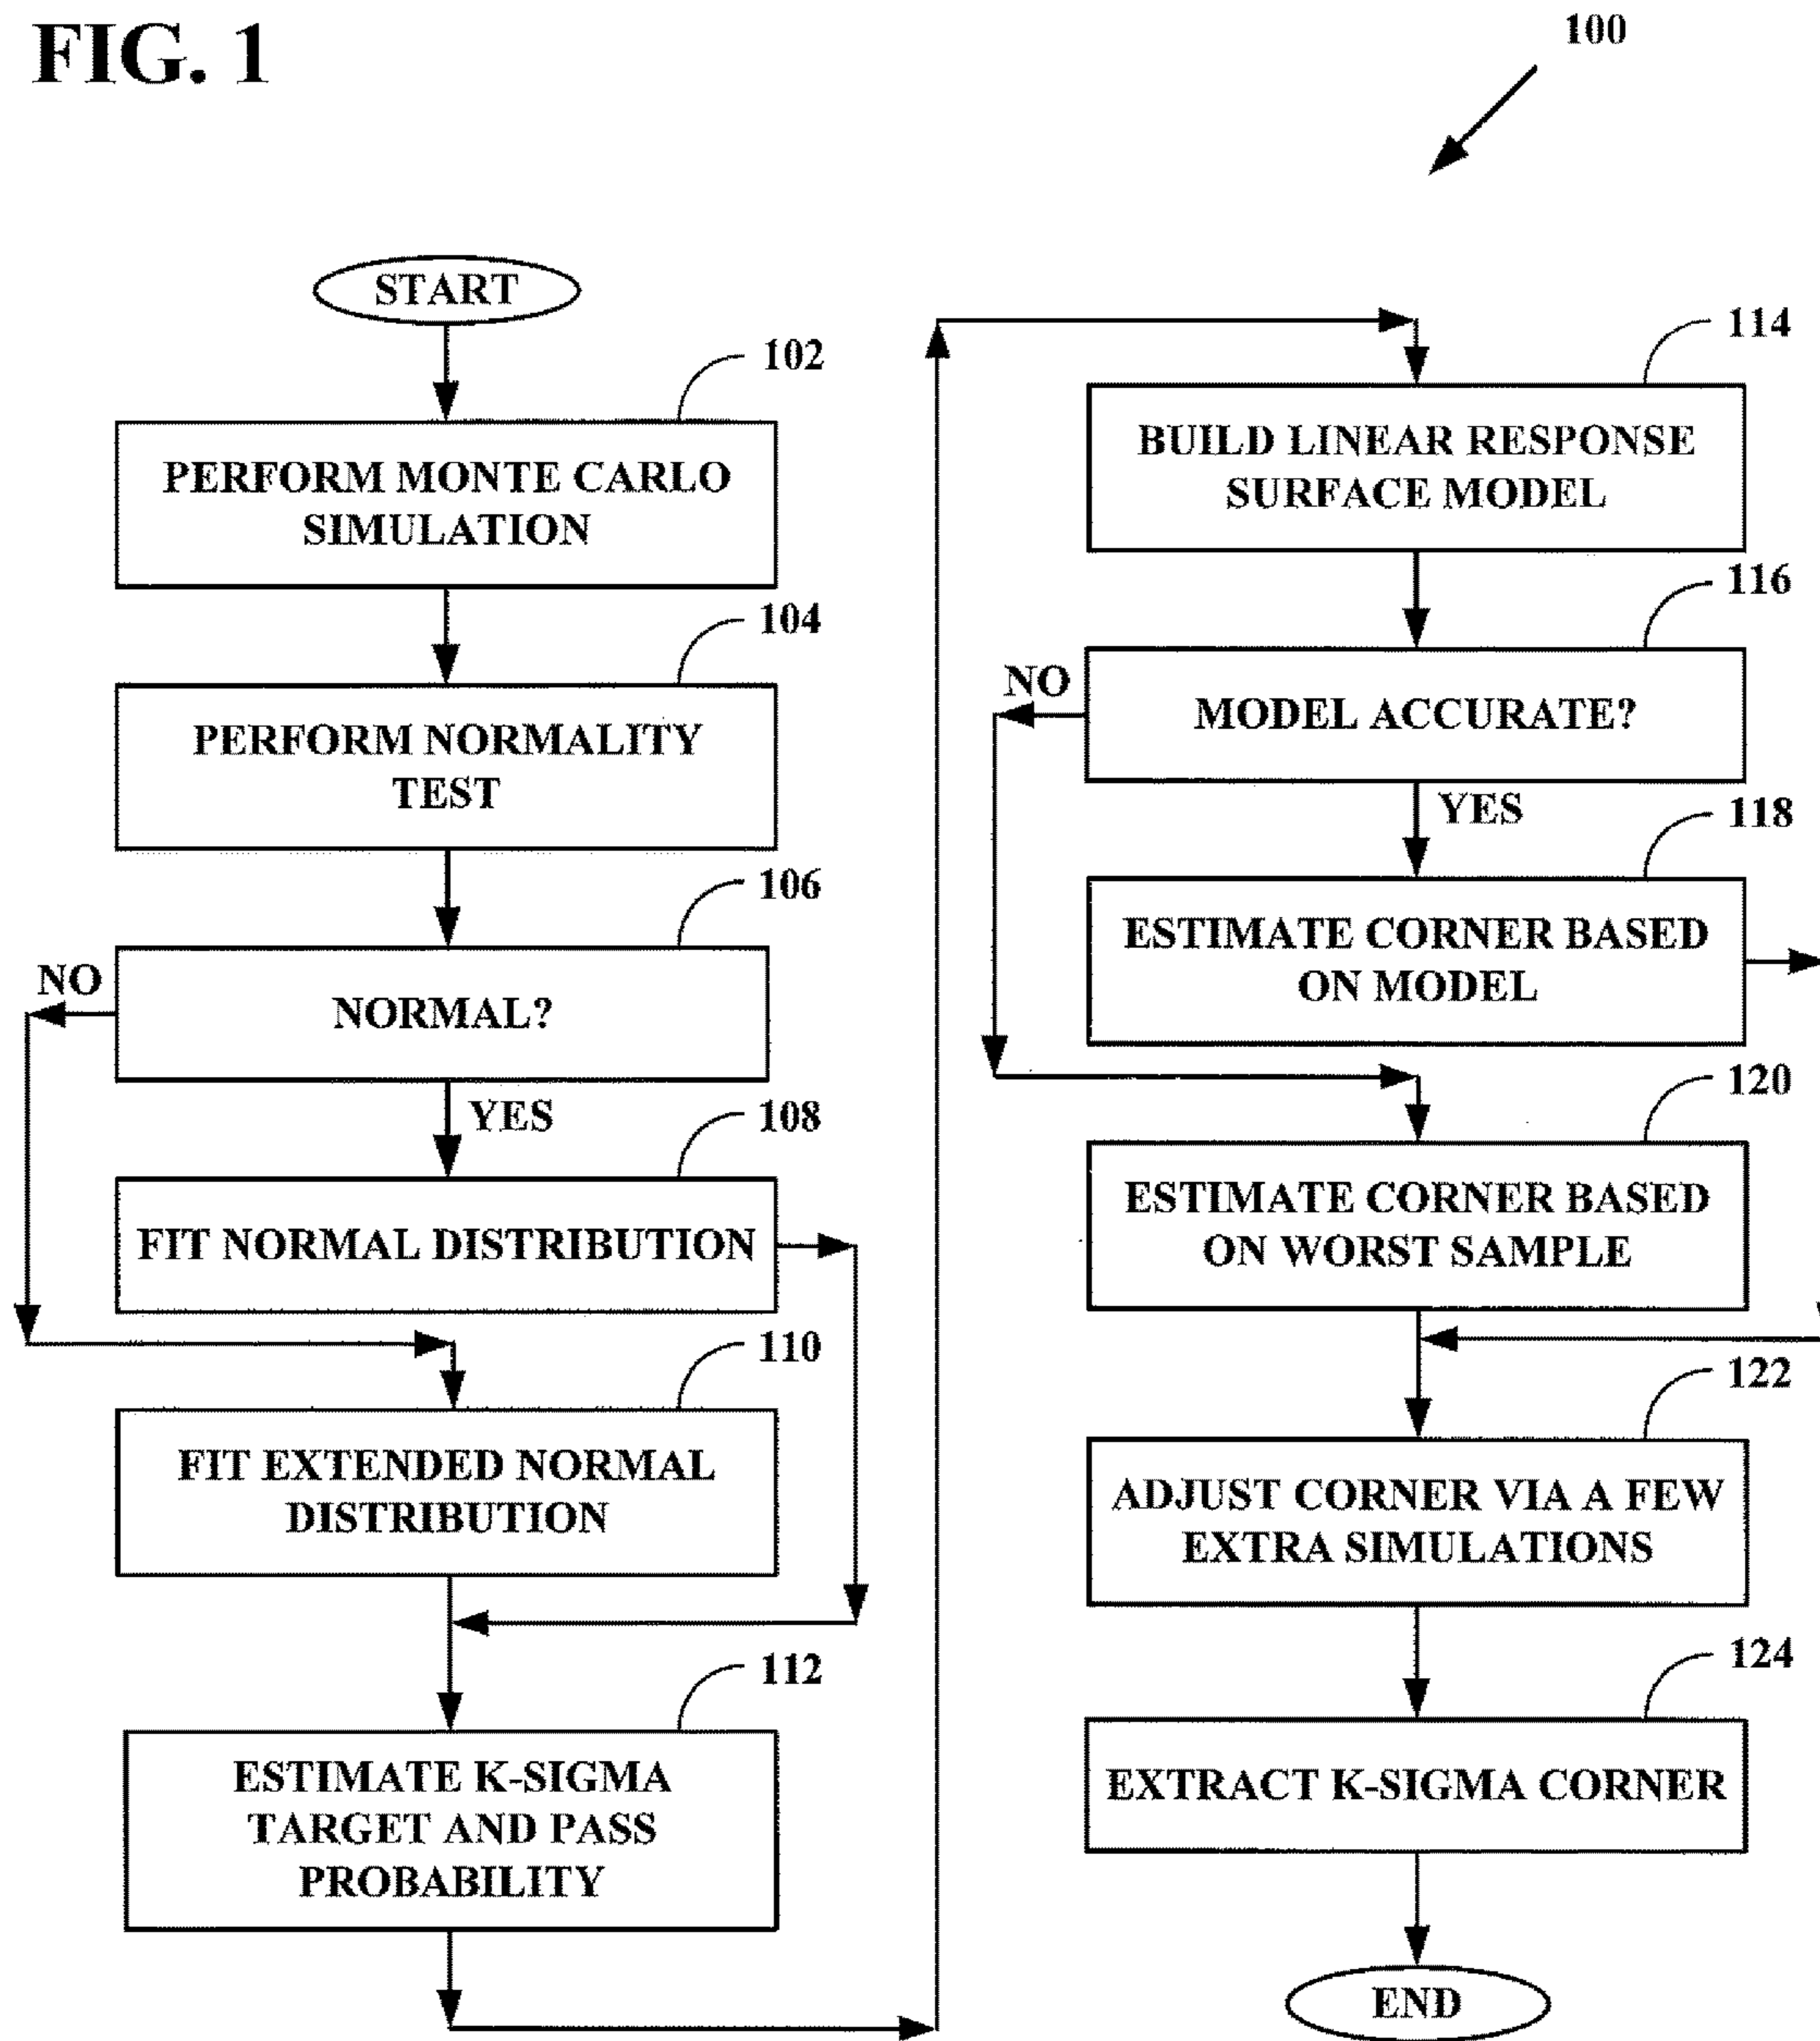 FIG. 1
100
START
102
PERFORM MONTE CARLO
SIMULATION
104
PERFORM NORMALITY
TEST
106
NO
NORMAL?
YES
108
FIT NORMAL DISTRIBUTION
110
FIT EXTENDED NORMAL
DISTRIBUTION
112
ESTIMATE K-SIGMA
TARGET AND PASS
PROBABILITY
114
BUILD LINEAR RESPONSE
SURFACE MODEL
116
NO
MODEL ACCURATE?
YES
118
ESTIMATE CORNER BASED
ON MODEL
120
ESTIMATE CORNER BASED
ON WORST SAMPLE
122
ADJUST CORNER VIA A FEW
EXTRA SIMULATIONS
124
EXTRACT K-SIGMA CORNER
END